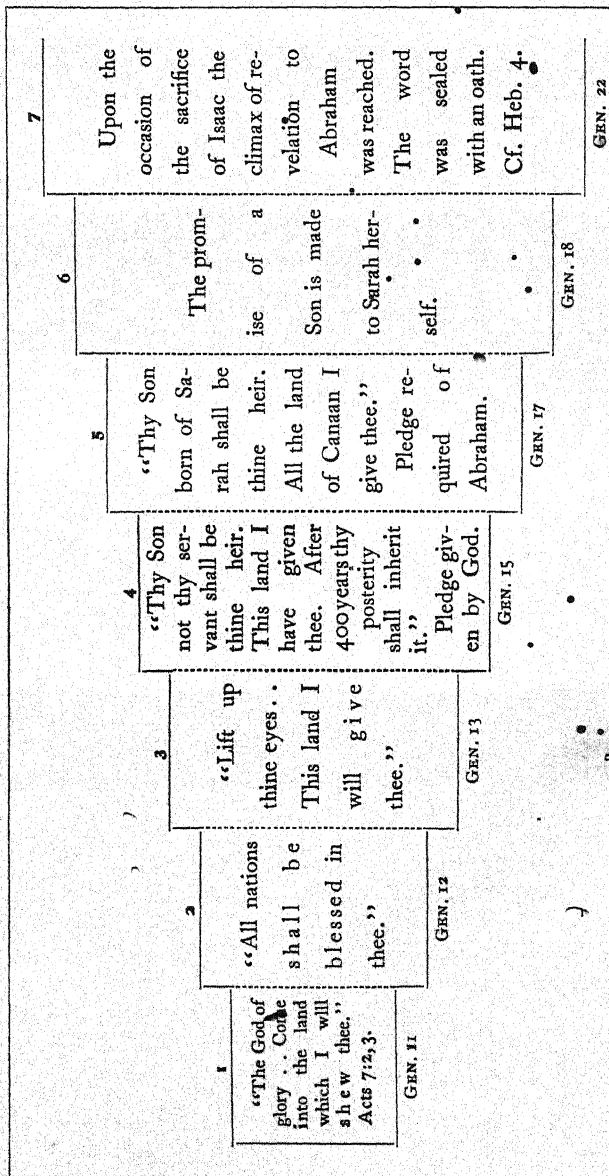 1
“The God of
glory . . Come
into the land
which I will
shew thee.”
Acts 7:2,3.
GEN. 11
2
“All nations
shall be
blessed in
thee.”
GEN. 12
3
“Lift up
thine eyes. .
This land I
will give
thee.”
GEN. 13
4
“Thy Son
not thy ser-
vant shall be
thine heir.
This land I
have given
thee. After
400 years thy
posterity
shall inherit
it.”
Pledge giv-
en by God.
GEN. 15
5
“Thy Son
born of Sa-
rah shall be
thine heir.
All the land
of Canaan I
give thee.”
Pledge re-
quired of
Abraham.
GEN. 17
6
The prom-
ise of a
Son is made
to Sarah her-
self.
GEN. 18
7
Upon the
occasion of
the sacrifice
of Isaac the
climax of re-
velation to
Abraham
was reached.
The word
was sealed
with an oath.
Cf. Heb. 4.
GEN. 22